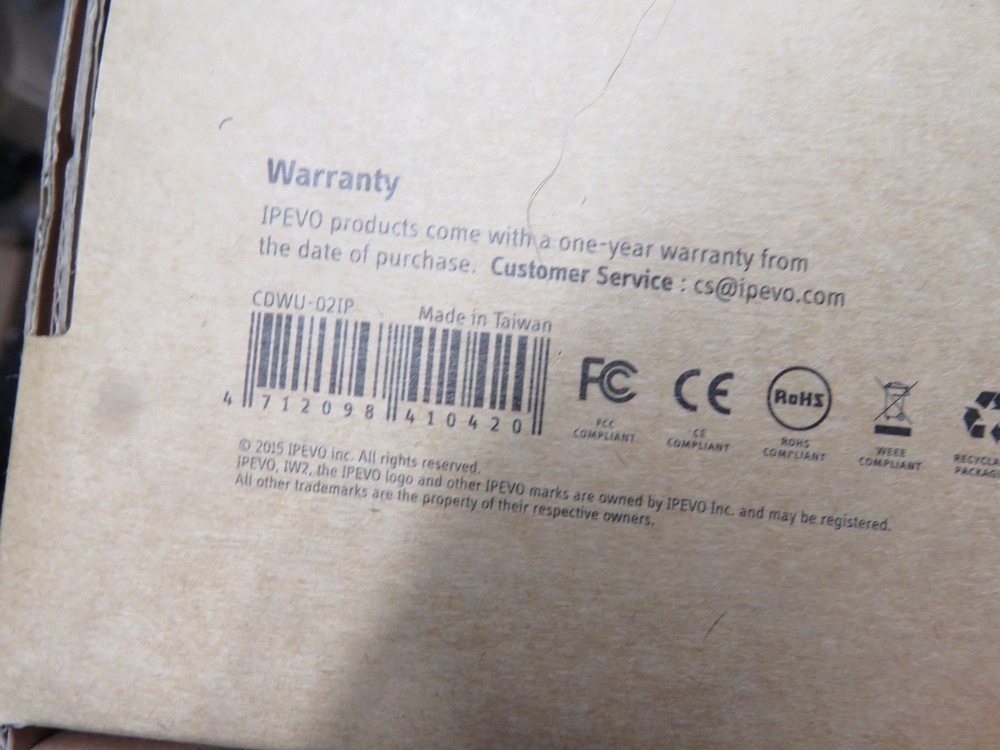 Warranty
IPEVO products come with a one-year warranty from
the date of purchase. Customer Service : cs@ipevo.com
CDWU-02IP Made in Taiwan
4 712098 410420
FC
FCC
COMPLIANT
CE
CE
COMPLIANT
RoHS
ROHS
COMPLIANT
WEEE
COMPLIANT
© 2015 IPEVO inc. All rights reserved.
IPEVO, IW2, the IPEVO logo and other IPEVO marks are owned by IPEVO Inc. and may be registered.
All other trademarks are the property of their respective owners.